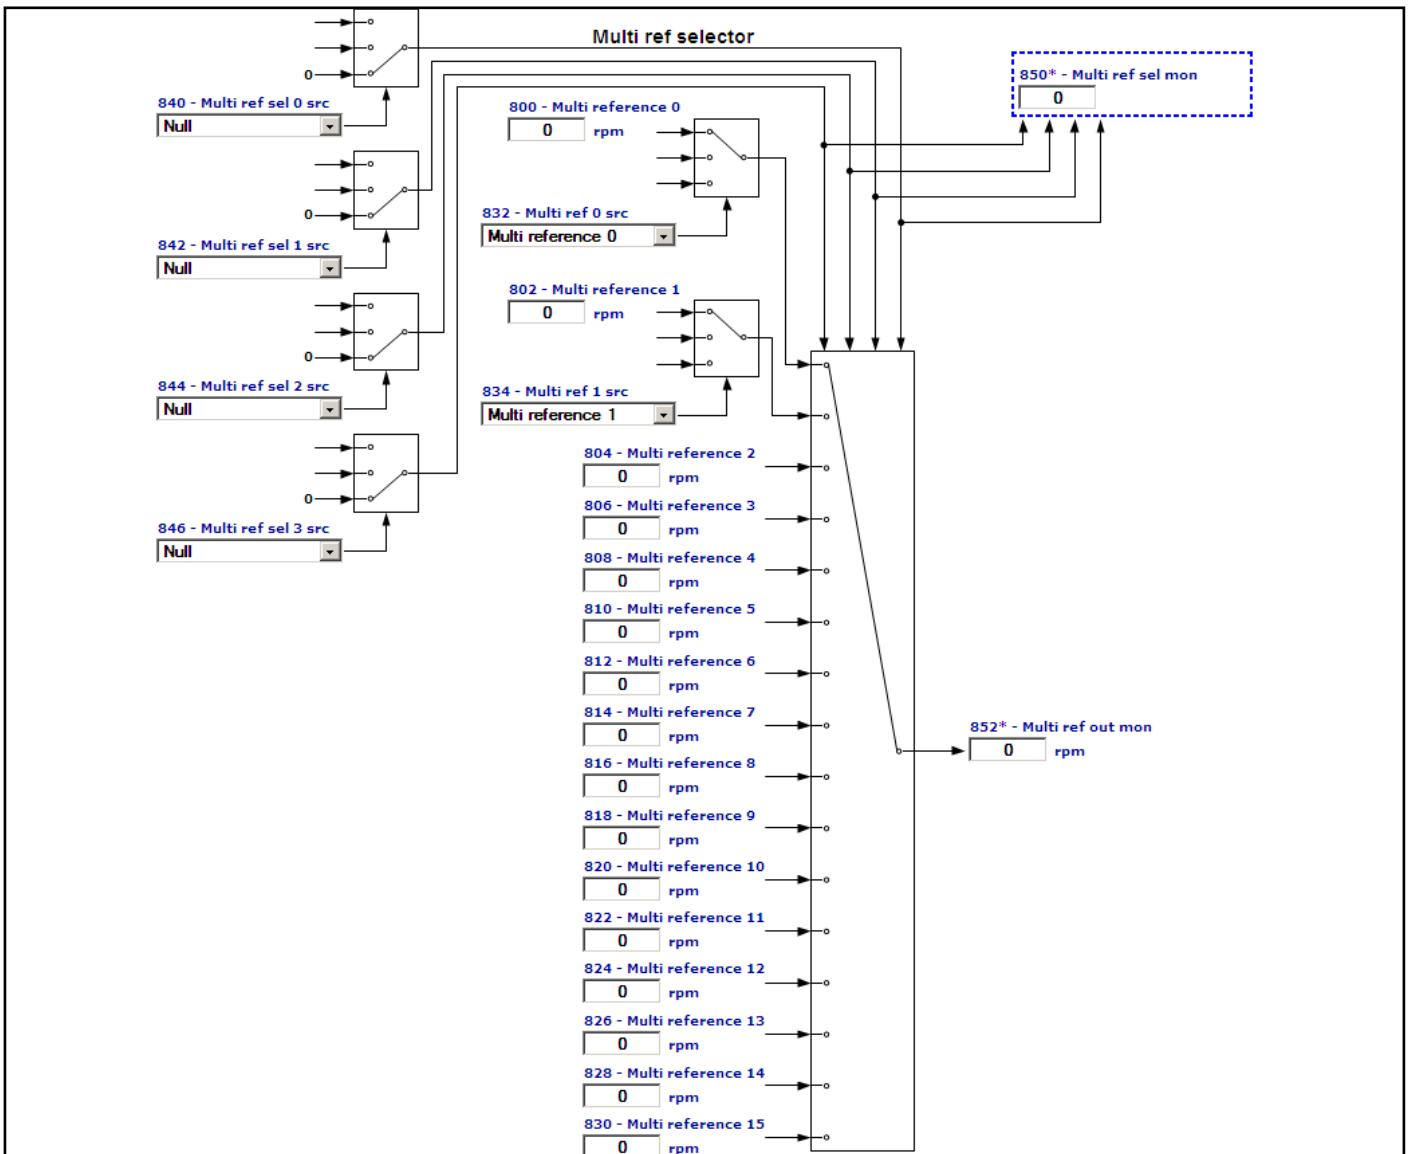 Multi ref selector
0
840 - Multi ref sel 0 src
Null
0
842 - Multi ref sel 1 src
Null
0
844 - Multi ref sel 2 src
Null
0
846 - Multi ref sel 3 src
Null
800 - Multi reference 0
0 rpm
832 - Multi ref 0 src
Multi reference 0
802 - Multi reference 1
0 rpm
834 - Multi ref 1 src
Multi reference 1
804 - Multi reference 2
0 rpm
806 - Multi reference 3
0 rpm
808 - Multi reference 4
0 rpm
810 - Multi reference 5
0 rpm
812 - Multi reference 6
0 rpm
814 - Multi reference 7
0 rpm
816 - Multi reference 8
0 rpm
818 - Multi reference 9
0 rpm
820 - Multi reference 10
0 rpm
822 - Multi reference 11
0 rpm
824 - Multi reference 12
0 rpm
826 - Multi reference 13
0 rpm
828 - Multi reference 14
0 rpm
830 - Multi reference 15
0 rpm
850* - Multi ref sel mon
0
852* - Multi ref out mon
0 rpm